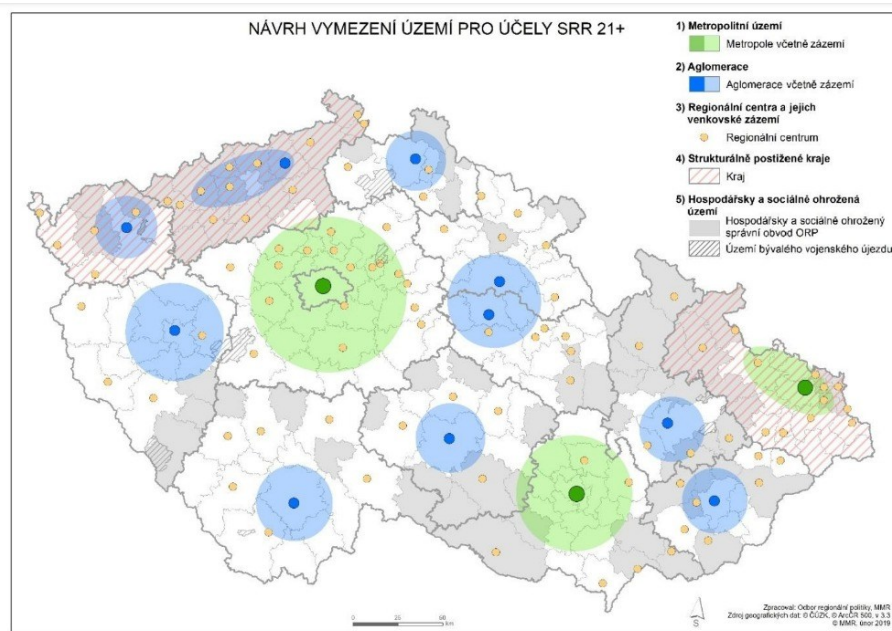 NÁVRH VYMEZENÍ ÚZEMÍ PRO ÚČELY SRR 21+
1) Metropolitní území
Metropole včetně zázemí
2) Aglomerace
Aglomerace včetně zázemí
3) Regionální centra a jejich
venkovské zázemí
Regionální centrum
4) Strukturálně postižené kraje
Kraj
5) Hospodářsky a sociálně ohrožená
území
Hospodářsky a sociálně ohrožený
správní obvod ORP
Území bývalého vojenského újezdu
0 25 50
km
S
Zpracoval: Odbor regionální politiky, MMR
Zdroj geografických dat: © ČÚZK, © ArcČR 500, v 3.3
© MMR, únor 2019